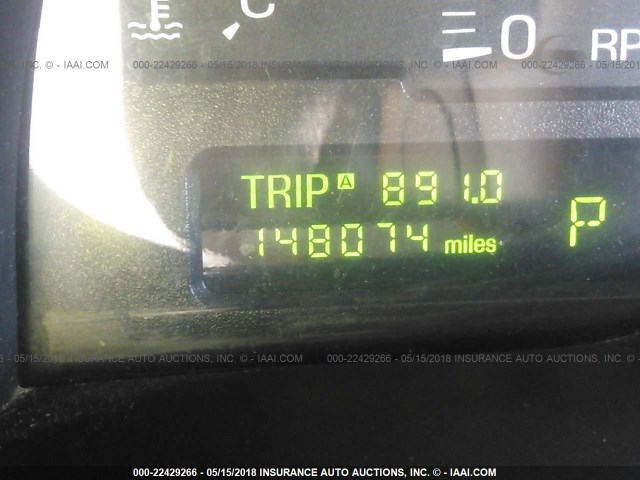 C
0 RP
000-22429266 - 05/15/2018 INSURANCE AUTO AUCTIONS, INC. © - IAAI.COM
TRIP A 891.0
148074 miles P
000-22429266 - 05/15/2018 INSURANCE AUTO AUCTIONS, INC. © - IAAI.COM
000-22429266 - 05/15/2018 INSURANCE AUTO AUCTIONS, INC. © - IAAI.COM